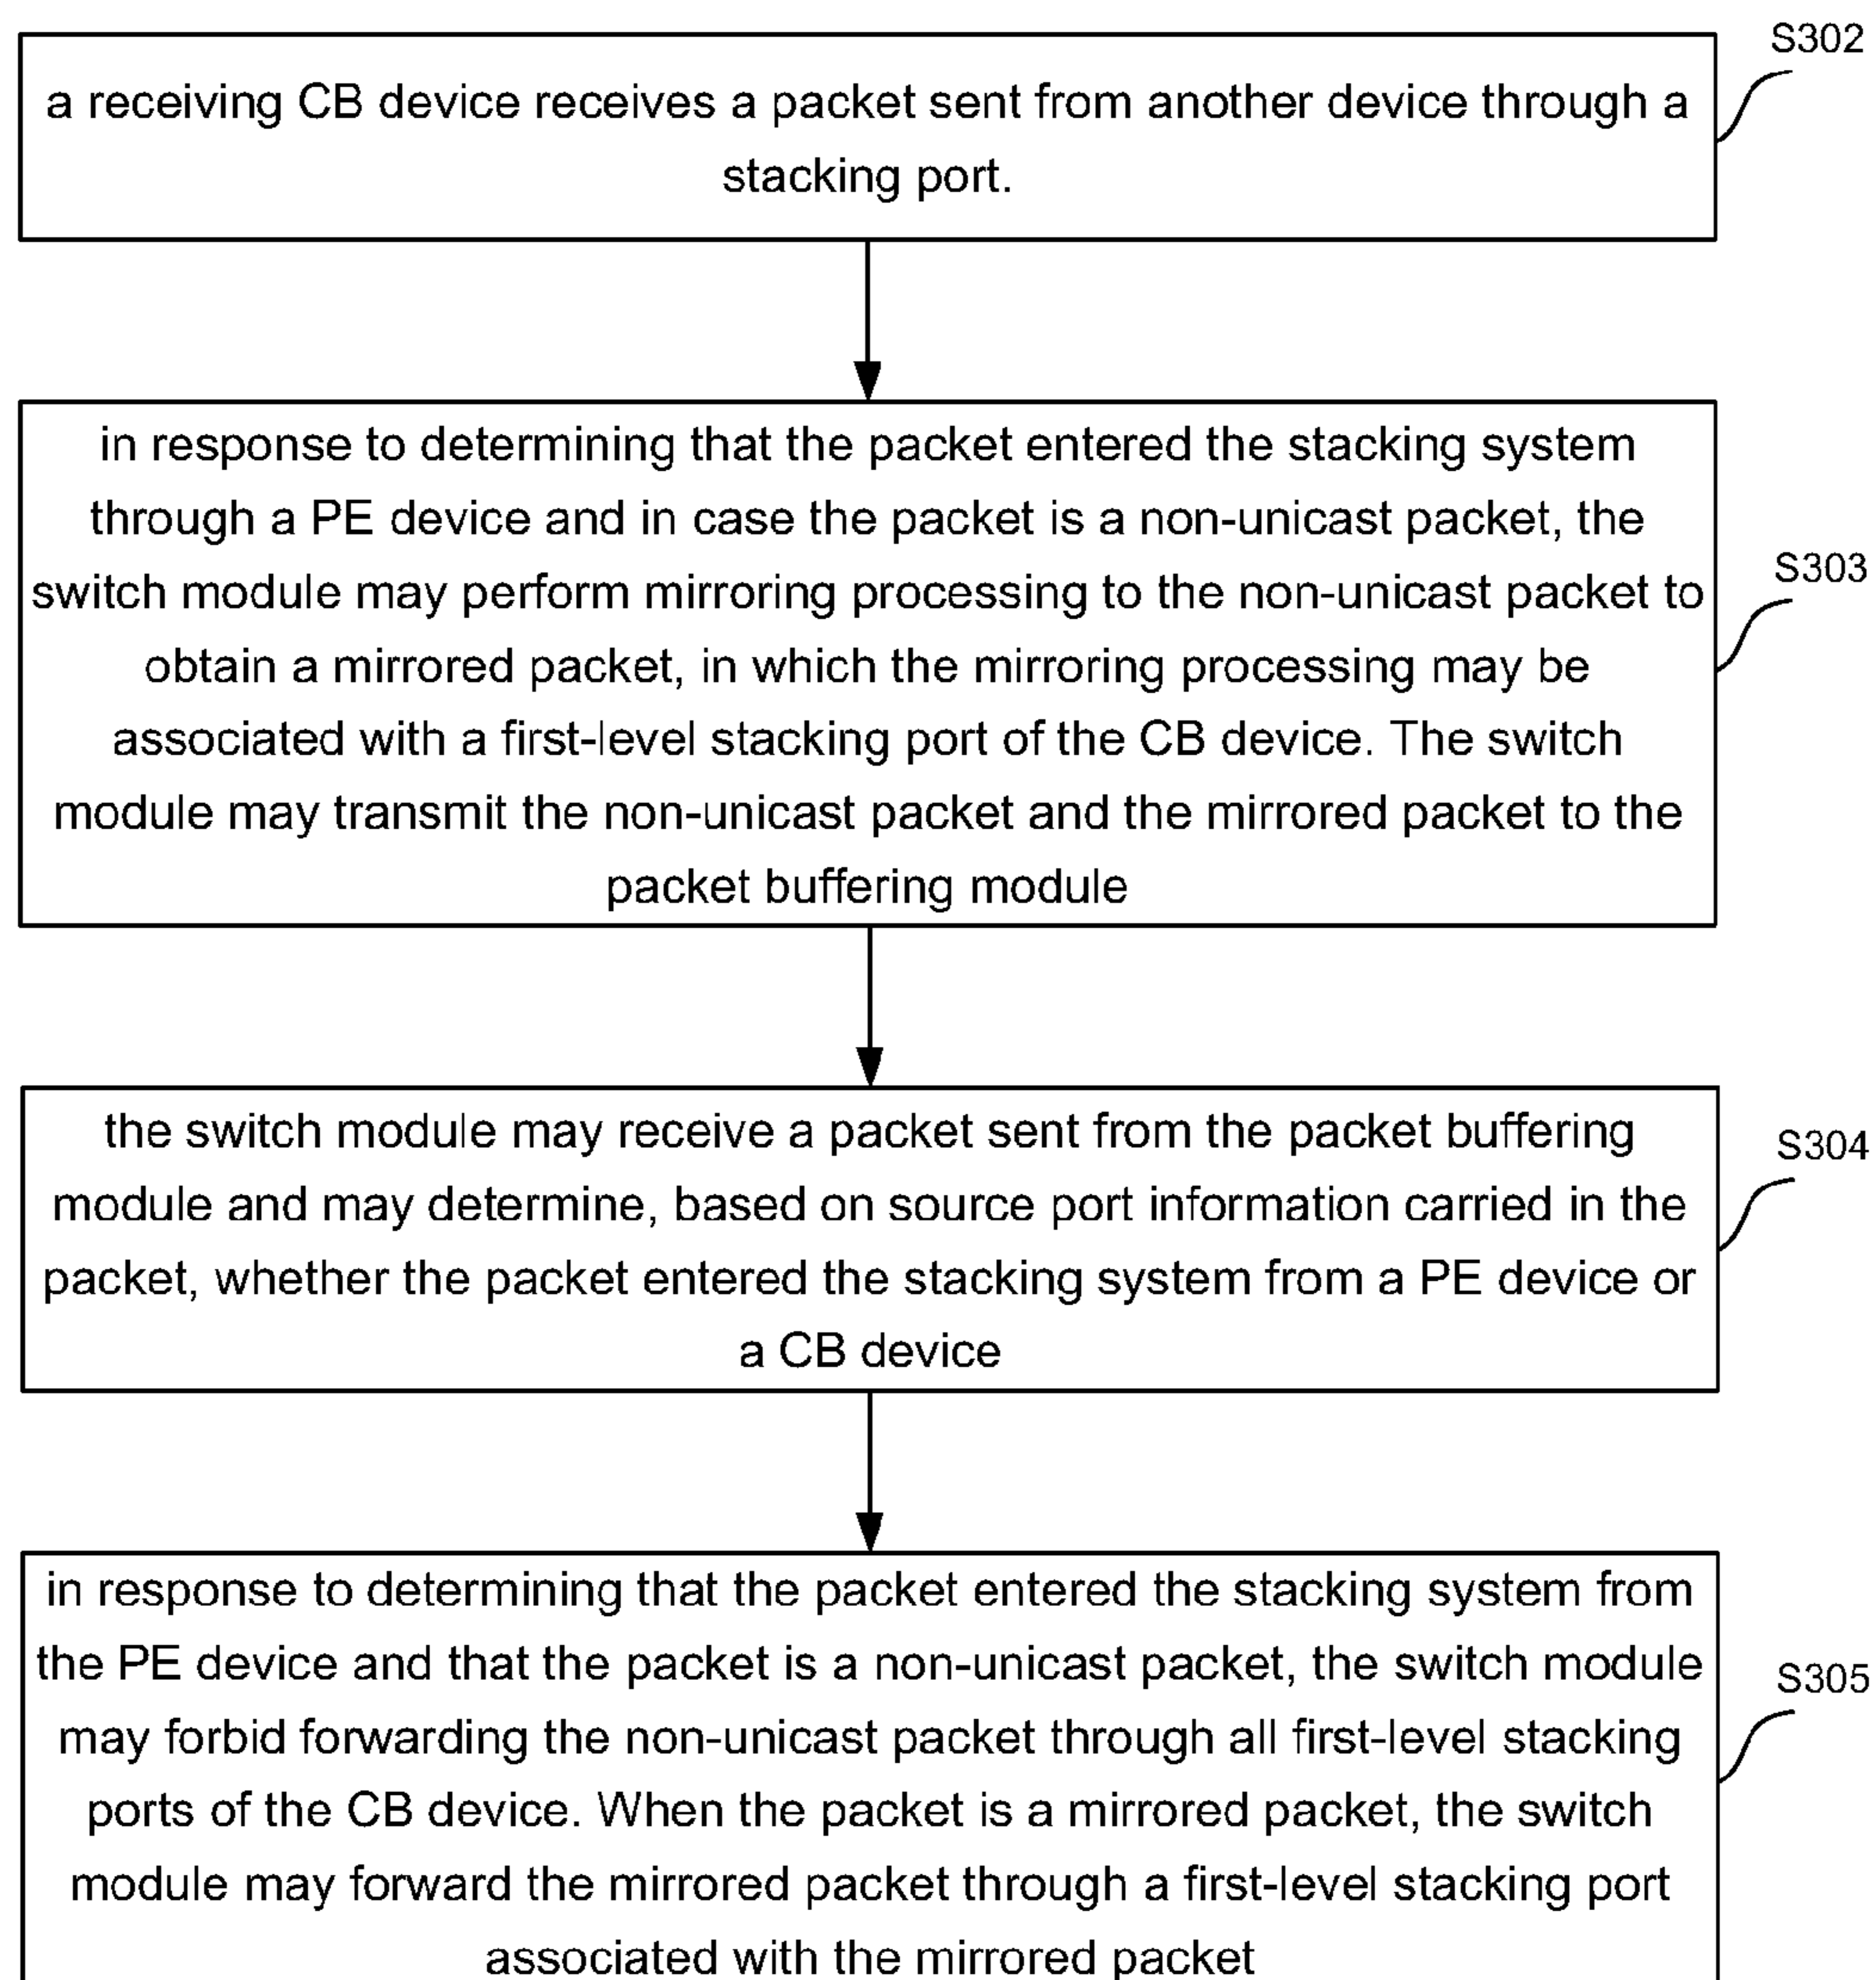 S302
a receiving CB device receives a packet sent from another device through a
stacking port.
in response to determining that the packet entered the stacking system
through a PE device and in case the packet is a non-unicast packet, the
switch module may perform mirroring processing to the non-unicast packet to
obtain a mirrored packet, in which the mirroring processing may be
associated with a first-level stacking port of the CB device. The switch
module may transmit the non-unicast packet and the mirrored packet to the
packet buffering module
S303
the switch module may receive a packet sent from the packet buffering
module and may determine, based on source port information carried in the
packet, whether the packet entered the stacking system from a PE device or
a CB device
S304
in response to determining that the packet entered the stacking system from
the PE device and that the packet is a non-unicast packet, the switch module
may forbid forwarding the non-unicast packet through all first-level stacking
ports of the CB device. When the packet is a mirrored packet, the switch
module may forward the mirrored packet through a first-level stacking port
associated with the mirrored packet
S305